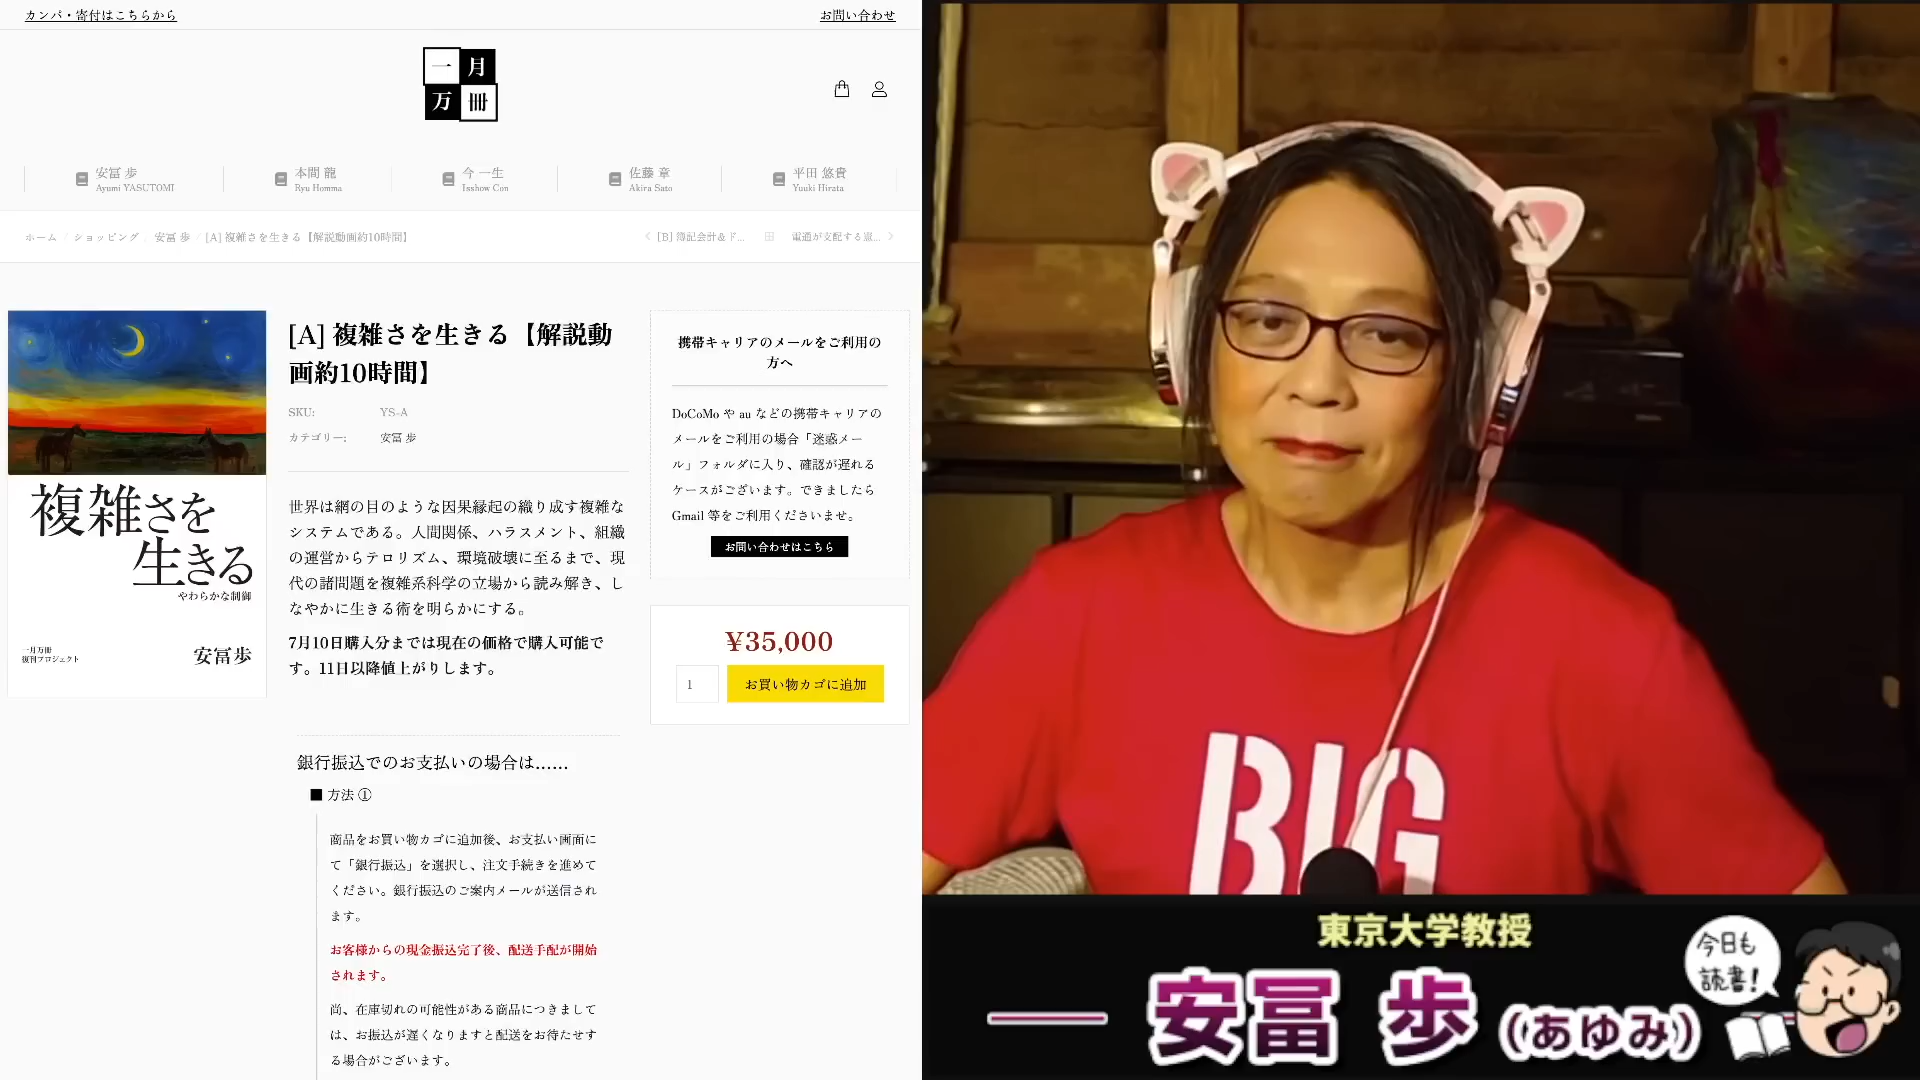 カンパ・寄付はこちらから
お問い合わせ
一月
万冊
安冨 歩
Ayumi YASUTOMI
本間 龍
Ryu Homma
今 一生
Isshow Con
佐藤 章
Akira Sato
平田 悠貴
Yuuki Hirata
ホーム / ショッピング / 安冨 歩 / [A] 複雑さを生きる【解説動画約10時間】
[B] 簿記会計＆ド...
電通が支配する嵐...
複雑さを
生きる
やわらかな制御
一月万冊
復刊プロジェクト
安冨歩
[A] 複雑さを生きる【解説動
画約10時間】
SKU: YS-A
カテゴリー: 安冨 歩
世界は網の目のような因果縁起の織り成す複雑な
システムである。人間関係、ハラスメント、組織
の運営からテロリズム、環境破壊に至るまで、現
代の諸問題を複雑系科学の立場から読み解き、し
なやかに生きる術を明らかにする。
7月10日購入分までは現在の価格で購入可能で
す。11日以降値上がりします。
銀行振込でのお支払いの場合は……
■ 方法 ①
商品をお買い物カゴに追加後、お支払い画面に
て「銀行振込」を選択し、注文手続きを進めて
ください。銀行振込のご案内メールが送信され
ます。
お客様からの現金振込完了後、配送手配が開始
されます。
尚、在庫切れの可能性がある商品につきまして
は、お振込が遅くなりますと配送をお待たせす
る場合がございます。
携帯キャリアのメールをご利用の
方へ
DoCoMo や au などの携帯キャリアの
メールをご利用の場合「迷惑メー
ル」フォルダに入り、確認が遅れる
ケースがございます。できましたら
Gmail 等をご利用くださいませ。
お問い合わせはこちら
¥35,000
1
お買い物カゴに追加
BIG
東京大学教授
安冨 歩 (あゆみ)
今日も
読書!